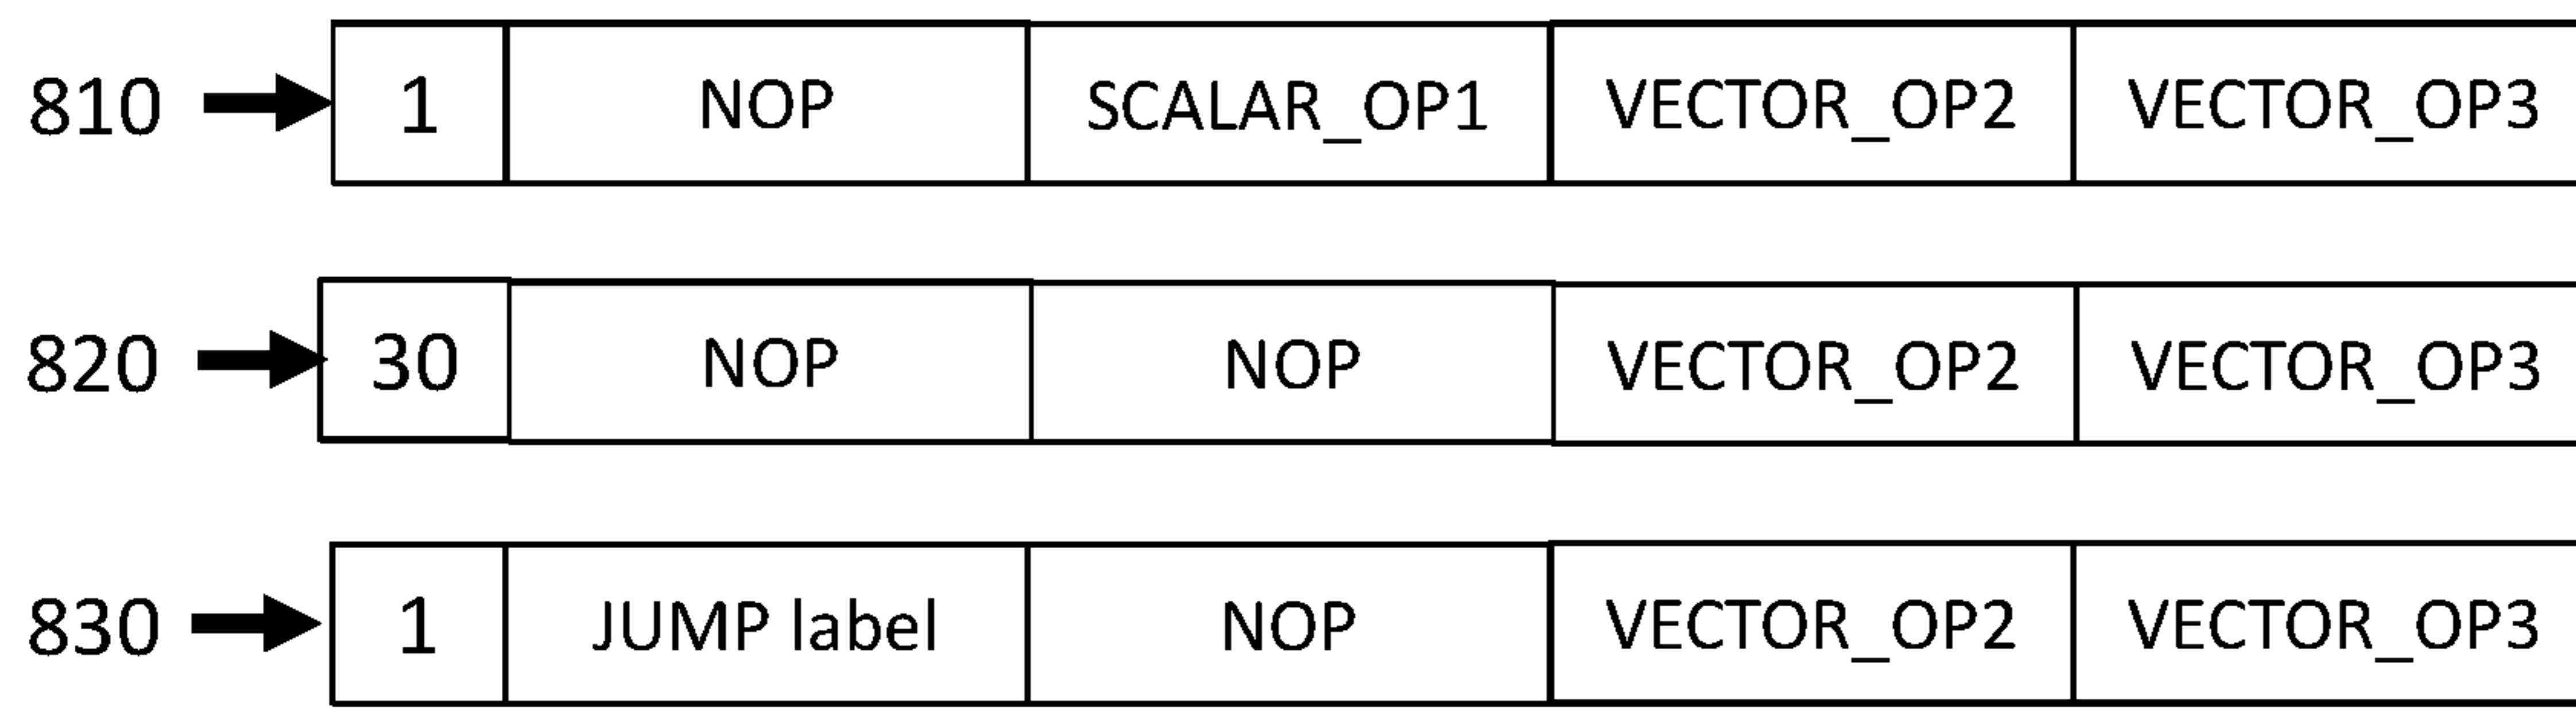 810 1 NOP SCALAR_OP1 VECTOR_OP2 VECTOR_OP3
820 30 NOP NOP VECTOR_OP2 VECTOR_OP3
830 1 JUMP label NOP VECTOR_OP2 VECTOR_OP3